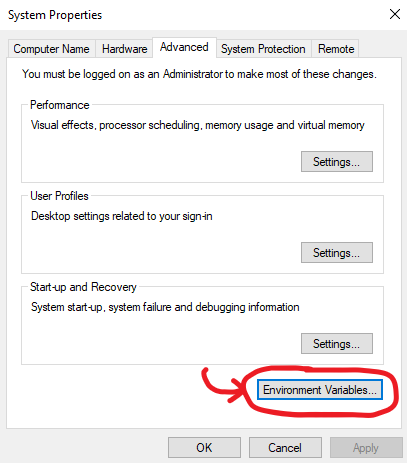 System Properties
Computer Name Hardware Advanced System Protection Remote
You must be logged on as an Administrator to make most of these changes.
Performance
Visual effects, processor scheduling, memory usage and virtual memory
Settings...
User Profiles
Desktop settings related to your sign-in
Settings...
Start-up and Recovery
System start-up, system failure and debugging information
Settings...
Environment Variables...
OK Cancel Apply